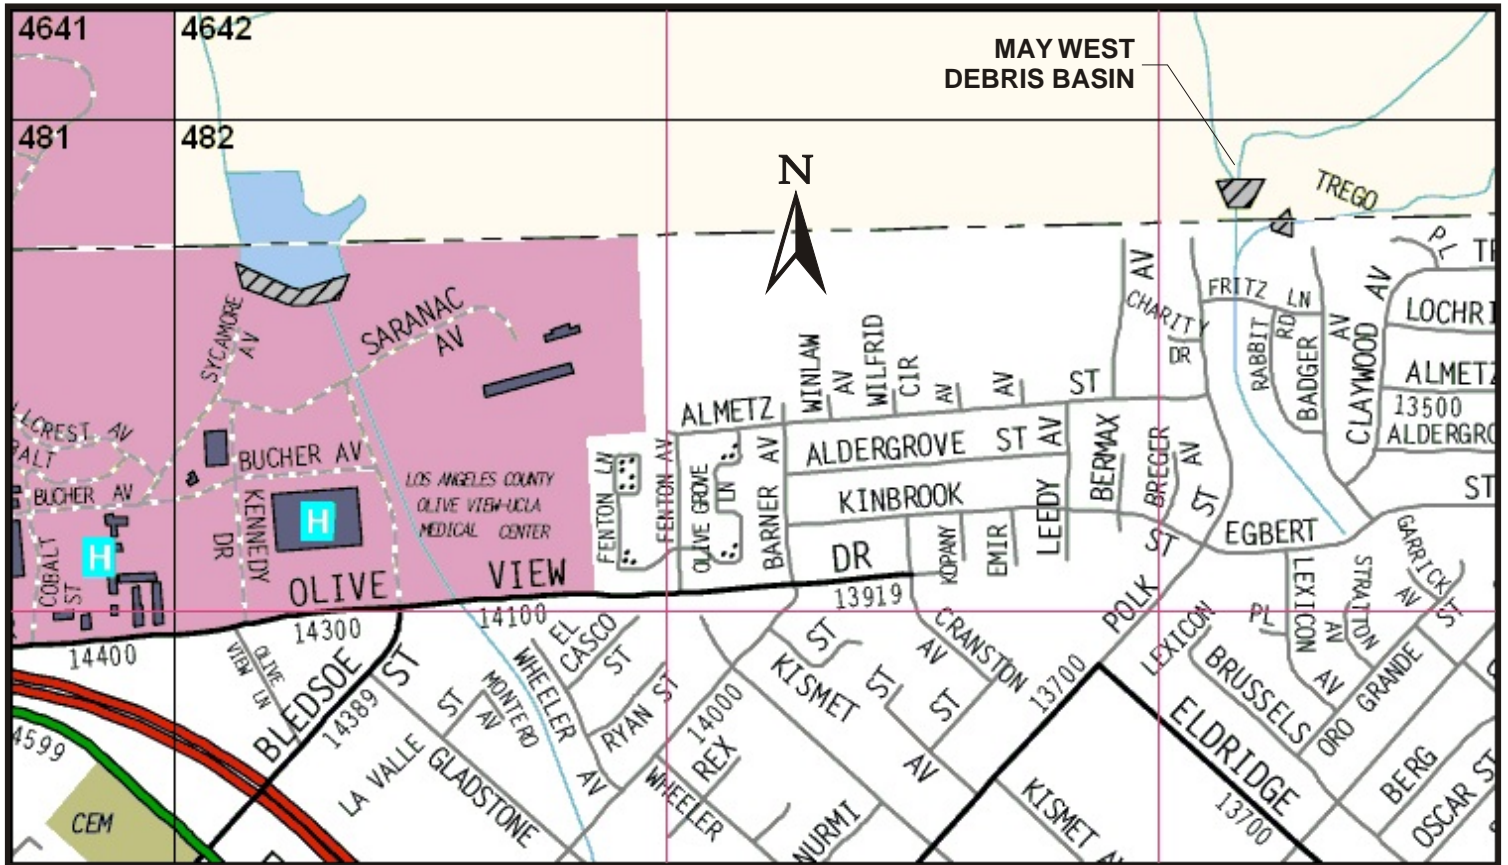 4641
4642
MAY WEST
DEBRIS BASIN
481
482
N
TREGO
PL
AV
FRITZ
LN
CHARITY
DR
RABBIT
RD
BADGER
AV
CLAYWOOD
AV
LOCHRI
ALMETZ
13500
ALDERGRO
ST
SYCAMORE
AV
SARANAC
AV
WINLAW
AV
WILFRID
CIR
AV
AV
ST
ALMETZ
ALDERGROVE ST
AV
KINBROOK
LEEDY
BERMAX
BREGER
AV
ST
ST
EGBERT
LLCREST AV
BALT
BUCHER AV
BUCHER AV
LOS ANGELES COUNTY
OLIVE VIEW-UCLA
MEDICAL CENTER
FENTON LN
FENTON AV
OLIVE GROVE
LN
BARNER AV
KENNEDY
DR
H
H
COBALT
ST
OLIVE VIEW
DR
KOPANY
EMIR
POLK
LEXICON
STRATTON
AV
GARRICK
AV
ST
14400
14300
14100
13919
OLIVE
VIEW LN
BLEDSOE
ST
14389
EL
CASCO
ST
WHEELER
AV
MONTERO
AV
ST
RYAN ST
14000
KISMET
AV
ST
ST
ST
CRANSTON
AV
13700
LEXICON
PL
AV
BRUSSELS
ORO GRANDE
ELDRIDGE
13700
BERG
OSCAR ST
4599
CEM
LA VALLE
GLADSTONE
WHEELER
REX
NURMI
KISMET AV